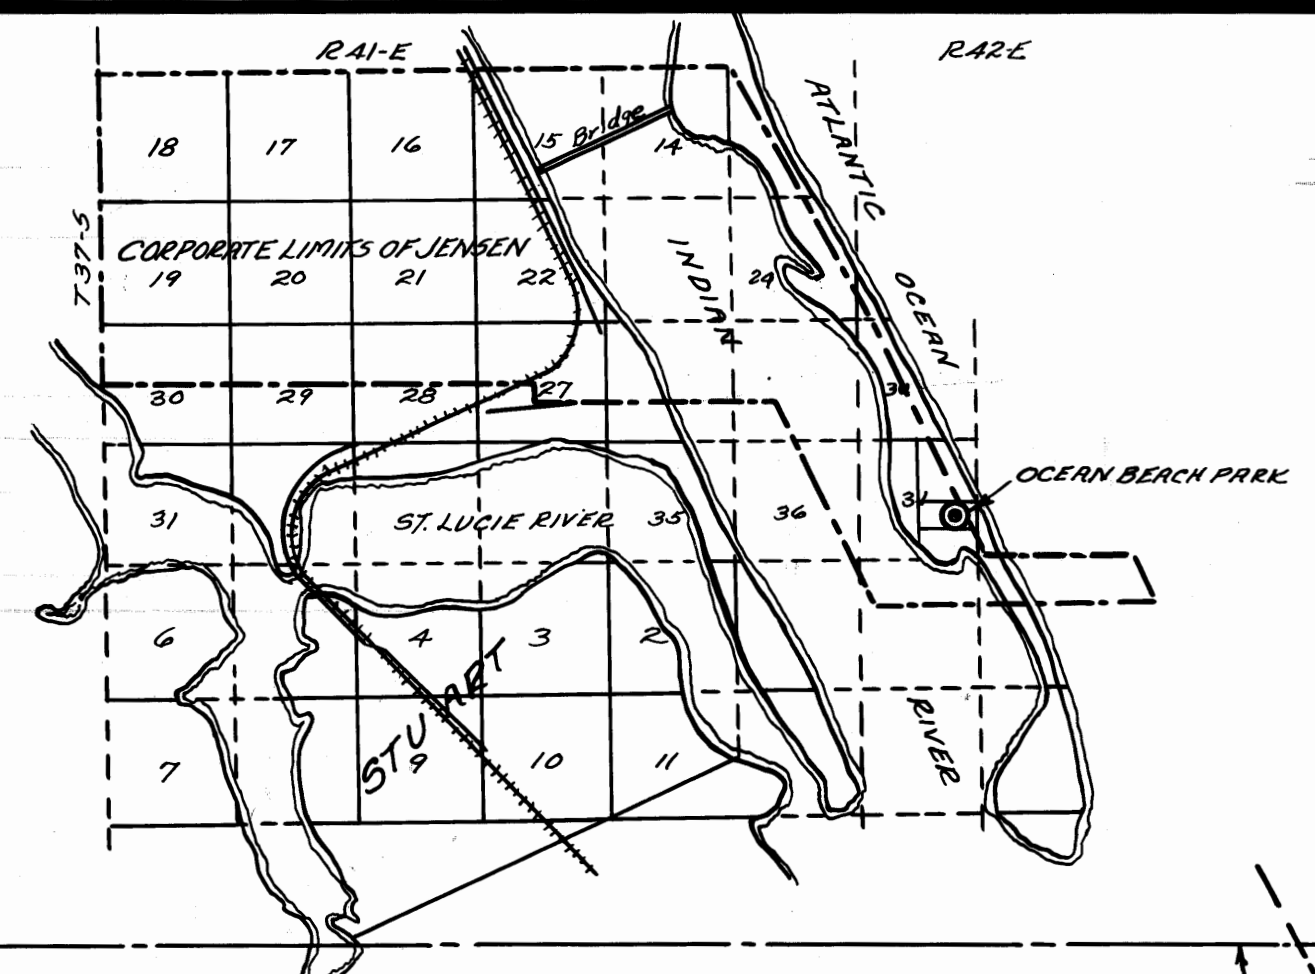 R41-E
R42-E
ATLANTIC
OCEAN
18
17
16
15
Bridge
14
T37-S
CORPORATE LIMITS OF JENSEN
19
20
21
22
INDIAN
24
30
29
28
27
30
31
ST. LUCIE RIVER
35
36
31
OCEAN BEACH PARK
6
4
3
2
STUART
RIVER
7
9
10
11